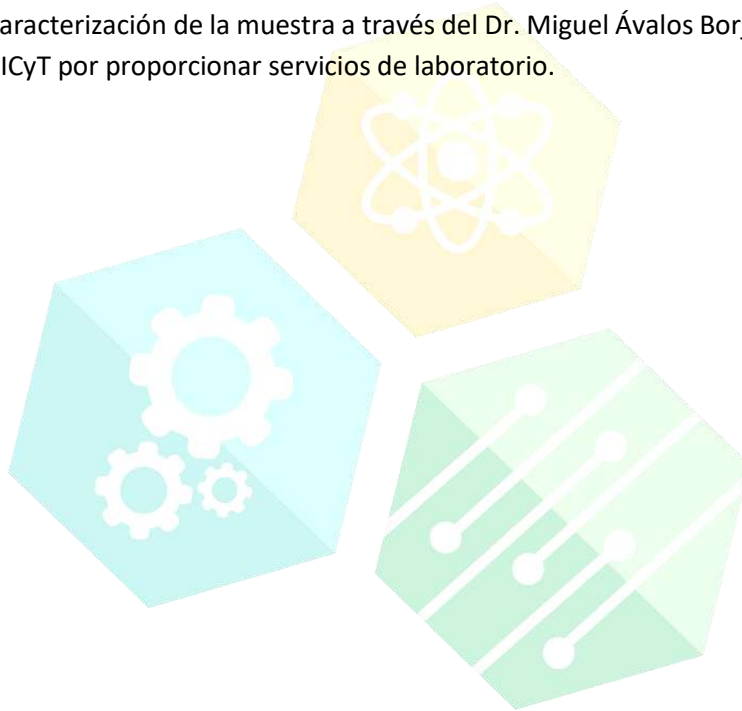 aracterización de la muestra a través del Dr. Miguel Ávalos Bor
ICyT por proporcionar servicios de laboratorio.